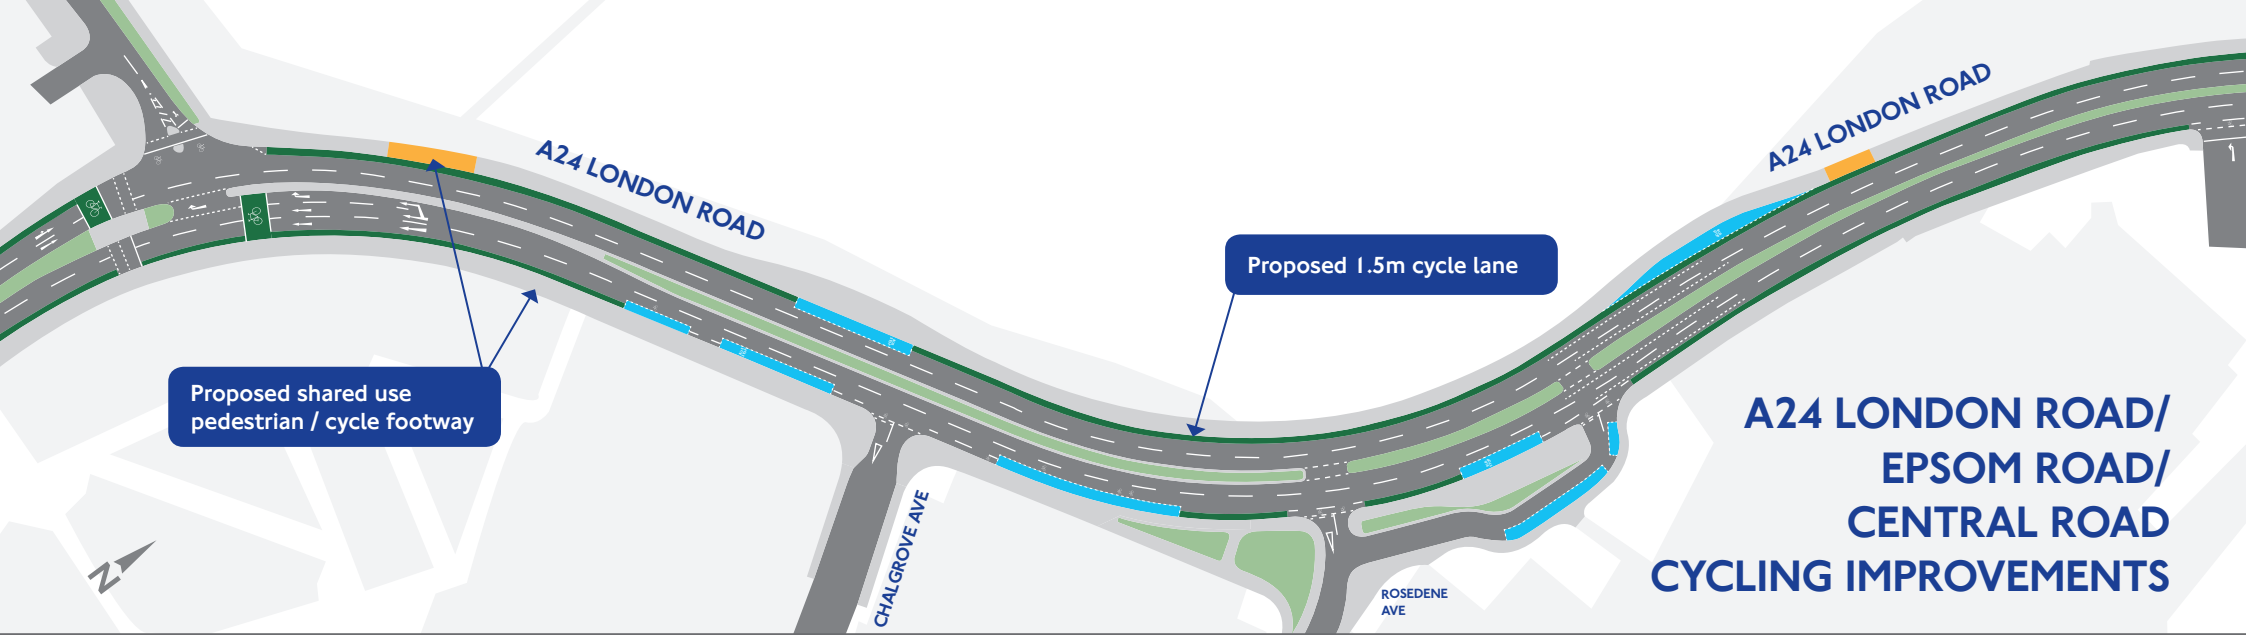 A24 LONDON ROAD
A24 LONDON ROAD
Proposed 1.5m cycle lane
Proposed shared use
pedestrian / cycle footway
A24 LONDON ROAD/
EPSOM ROAD/
CENTRAL ROAD
CYCLING IMPROVEMENTS
CHALGROVE AVE
ROSEDENE
AVE
N